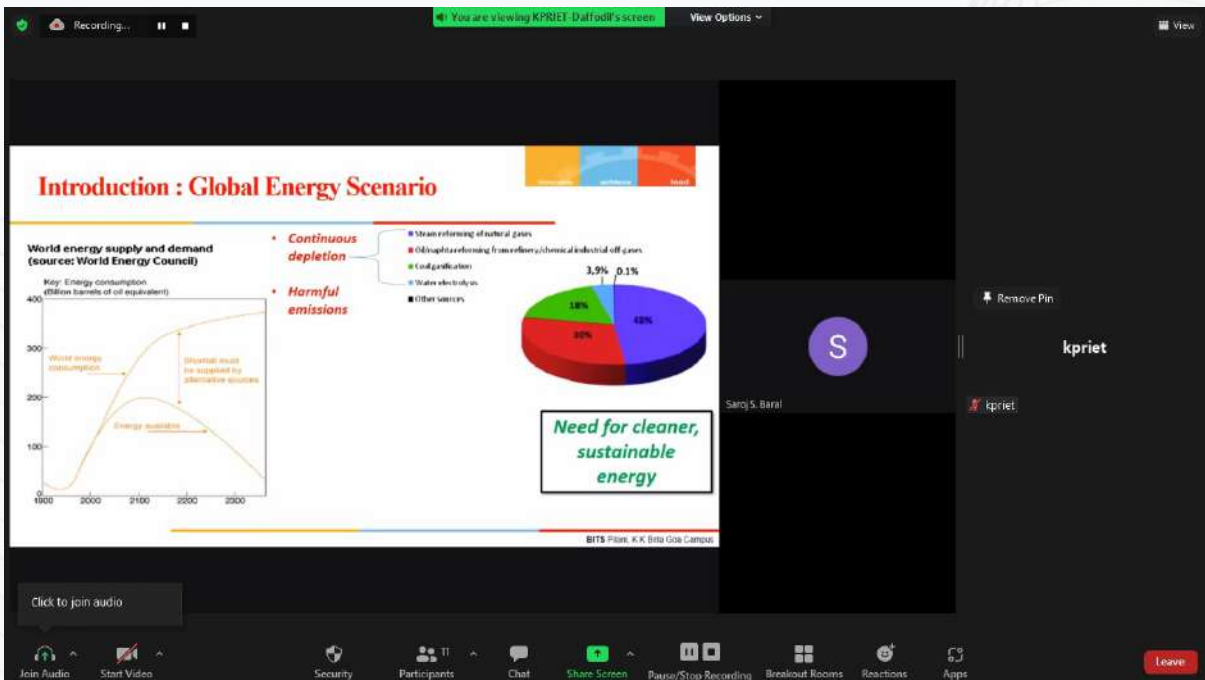 Recording...
You are viewing KPRIET-Daffodil's screen
View Options
View
Introduction : Global Energy Scenario
achieve
lead
World energy supply and demand
(source: World Energy Council)
Key: Energy consumption
(Billion barrels of oil equivalent)
400
300
200
100
0
1900
2000
2100
2200
2300
World energy
consumption
Shortfall must
be supplied by
alternative sources
Energy available
• Continuous
depletion
• Harmful
emissions
Steam reforming of natural gases
Oil/naphta reforming from refinery/chemical industrial off-gases
Coal gasification
Water electrolysis
Other sources
3,9%
0.1%
18%
48%
30%
Need for cleaner,
sustainable
energy
BITS Pilani, K K Birla Goa Campus
S
Saroj S. Baral
Remove Pin
kpriet
kpriet
Click to join audio
Join Audio
Start Video
Security
Participants
11
Chat
Share Screen
Pause/Stop Recording
Breakout Rooms
Reactions
Apps
Leave